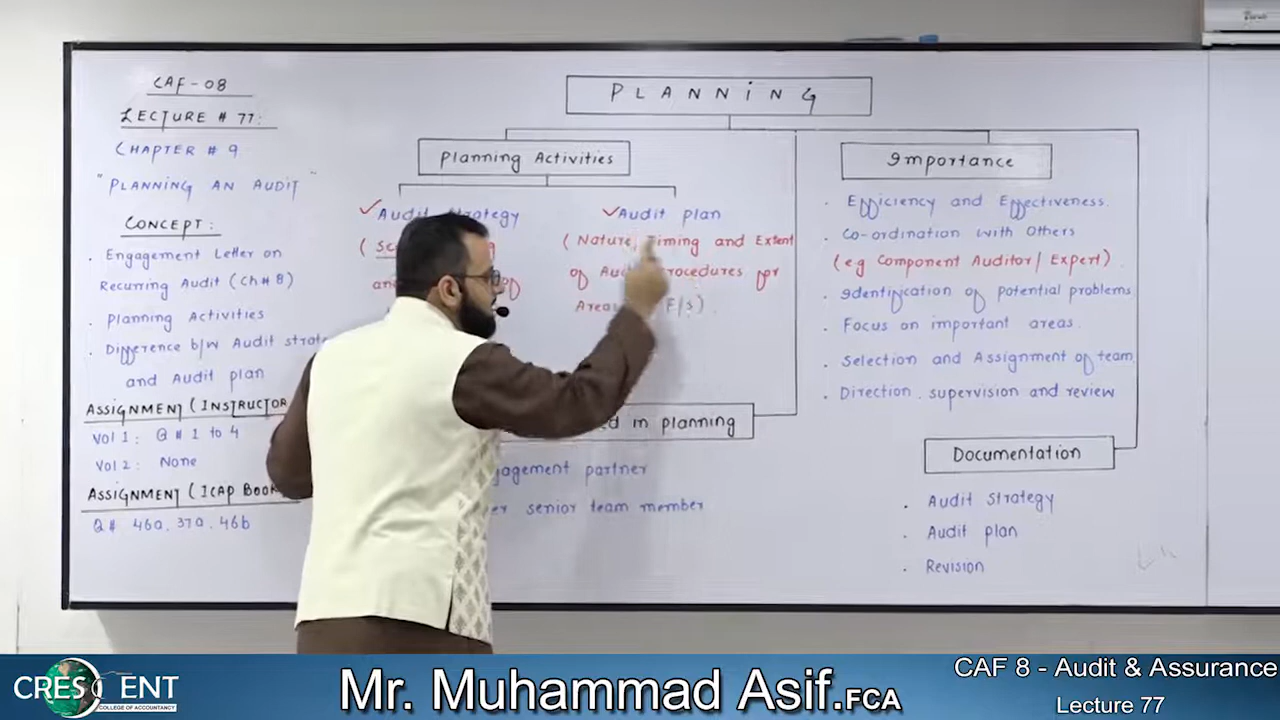 CAF-08
LECTURE # 77:
CHAPTER # 9
"PLANNING AN AUDIT"
CONCEPT:
. Engagement Letter on
Recurring Audit (Ch # 8)
. Planning Activities
. Difference b/w Audit strate
and Audit plan
ASSIGNMENT (INSTRUCTOR
Vol 1: Q # 1 to 4
Vol 2: None
ASSIGNMENT (ICAP BOOK
Q # 46a, 37a, 46b
PLANNING
Planning Activities
✓Audit Strategy
of
✓Audit plan
(Nature, Timing and Extent
of Audit Procedures for
Area F/S).
in planning
partner
senior team member
Importance
. Efficiency and Effectiveness.
. Co-ordination with Others
(eg Component Auditor/Expert).
. Identification of potential problems
. Focus on important areas.
. Selection and Assignment of team
. Direction, supervision and review
Documentation
. Audit Strategy
. Audit plan
. Revision
CRESCENT
COLLEGE OF ACCOUNTANCY
Mr. Muhammad Asif.FCA
CAF 8 - Audit & Assurance
Lecture 77